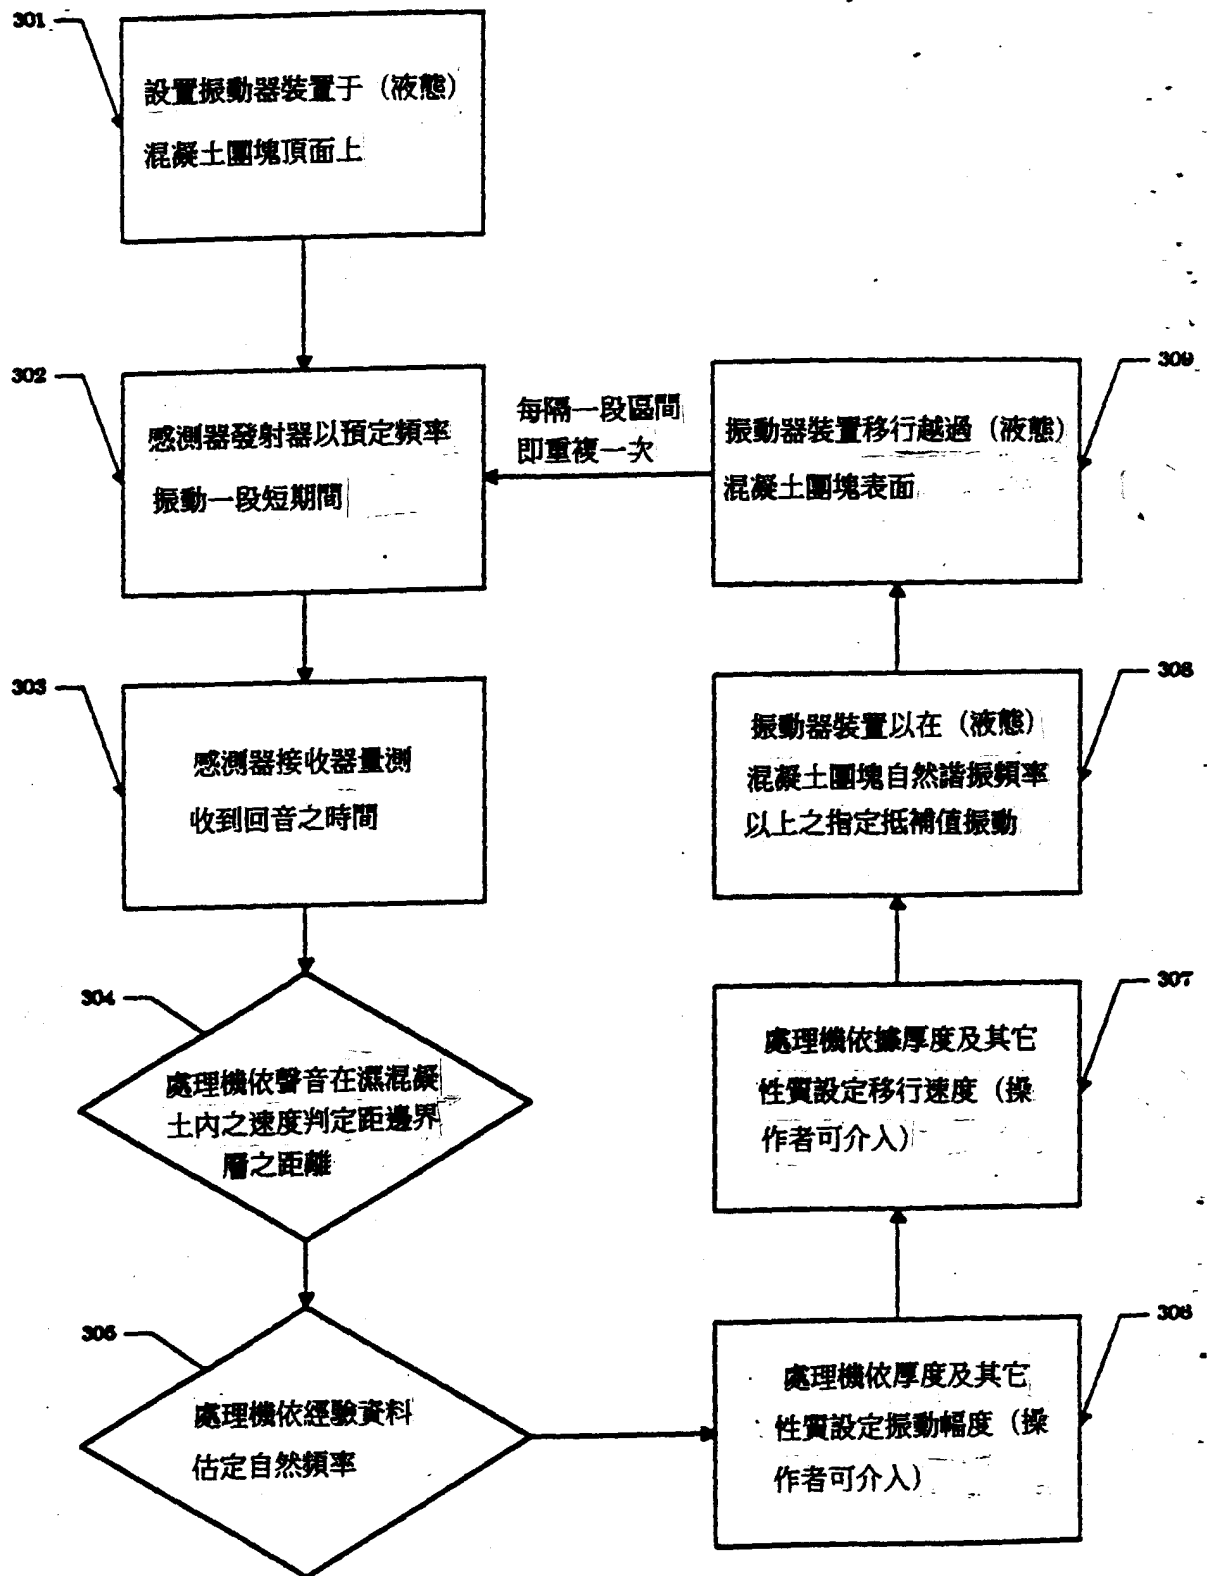 301
設置振動器裝置于（液態）
混凝土團塊頂面上
302
感測器發射器以預定頻率
振動一段短期間
303
感測器接收器量測
收到回音之時間
304
處理機依聲音在濕混凝
土內之速度判定距邊界
層之距離
305
處理機依經驗資料
估定自然頻率
306
處理機依厚度及其它
性質設定振動幅度（操
作者可介入）
307
處理機依據厚度及其它
性質設定移行速度（操
作者可介入）
308
振動器裝置以在（液態）
混凝土團塊自然諧振頻率
以上之指定抵補值振動
309
振動器裝置移行越過（液態）
混凝土團塊表面
每隔一段區間
即重複一次